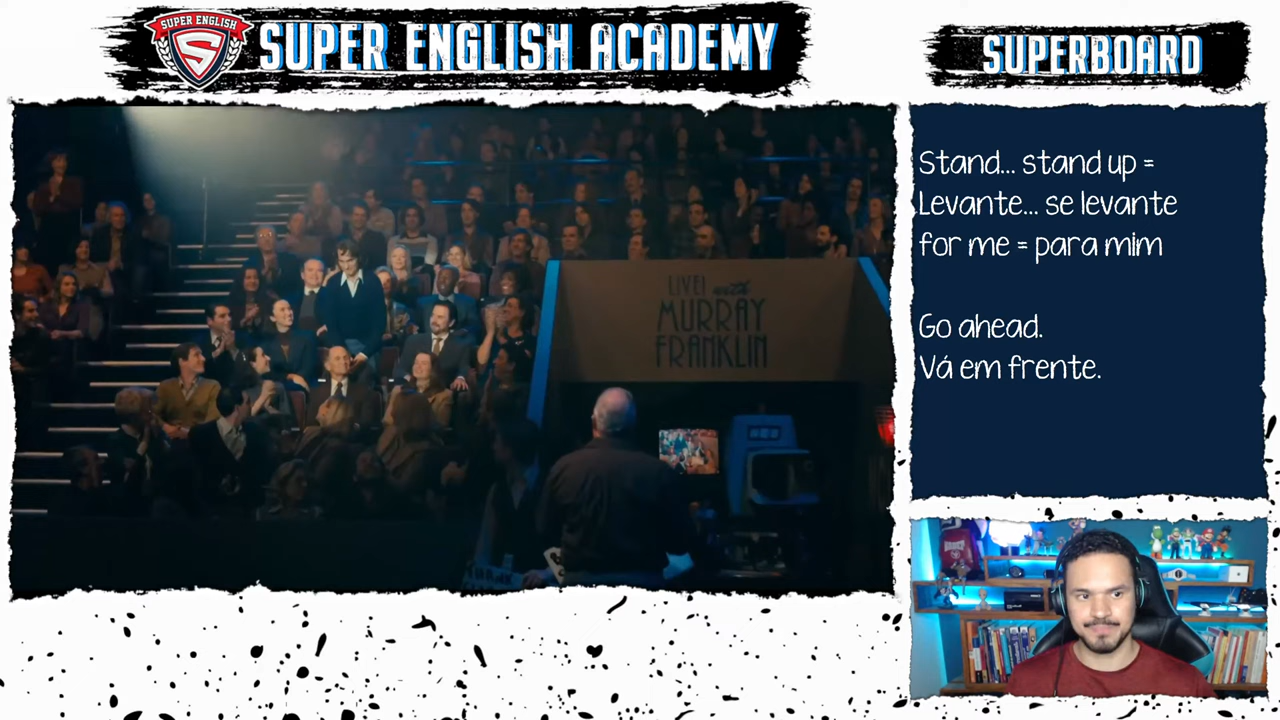 SUPER ENGLISH
S
SUPER ENGLISH ACADEMY
SUPERBOARD
LIVE! with
MURRAY
FRANKLIN
Stand... stand up =
Levante... se levante
for me = para mim
Go ahead.
Vá em frente.